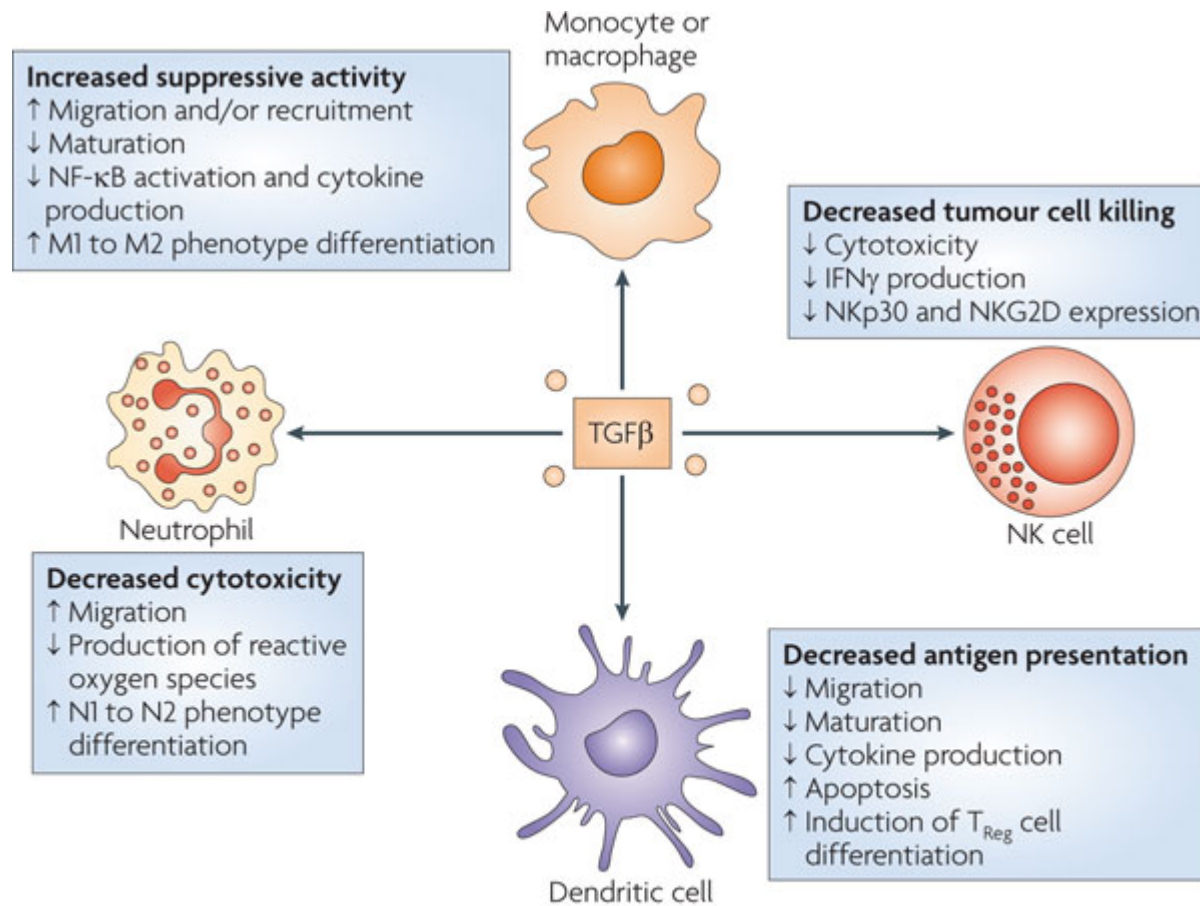 Monocyte or
macrophage
Increased suppressive activity
↑ Migration and/or recruitment
↓ Maturation
↓ NF-κB activation and cytokine
production
↑ M1 to M2 phenotype differentiation
Decreased tumour cell killing
↓ Cytotoxicity
↓ IFNγ production
↓ NKp30 and NKG2D expression
TGFβ
Neutrophil
NK cell
Decreased cytotoxicity
↑ Migration
↓ Production of reactive
oxygen species
↑ N1 to N2 phenotype
differentiation
Decreased antigen presentation
↓ Migration
↓ Maturation
↓ Cytokine production
↑ Apoptosis
↑ Induction of TReg cell
differentiation
Dendritic cell